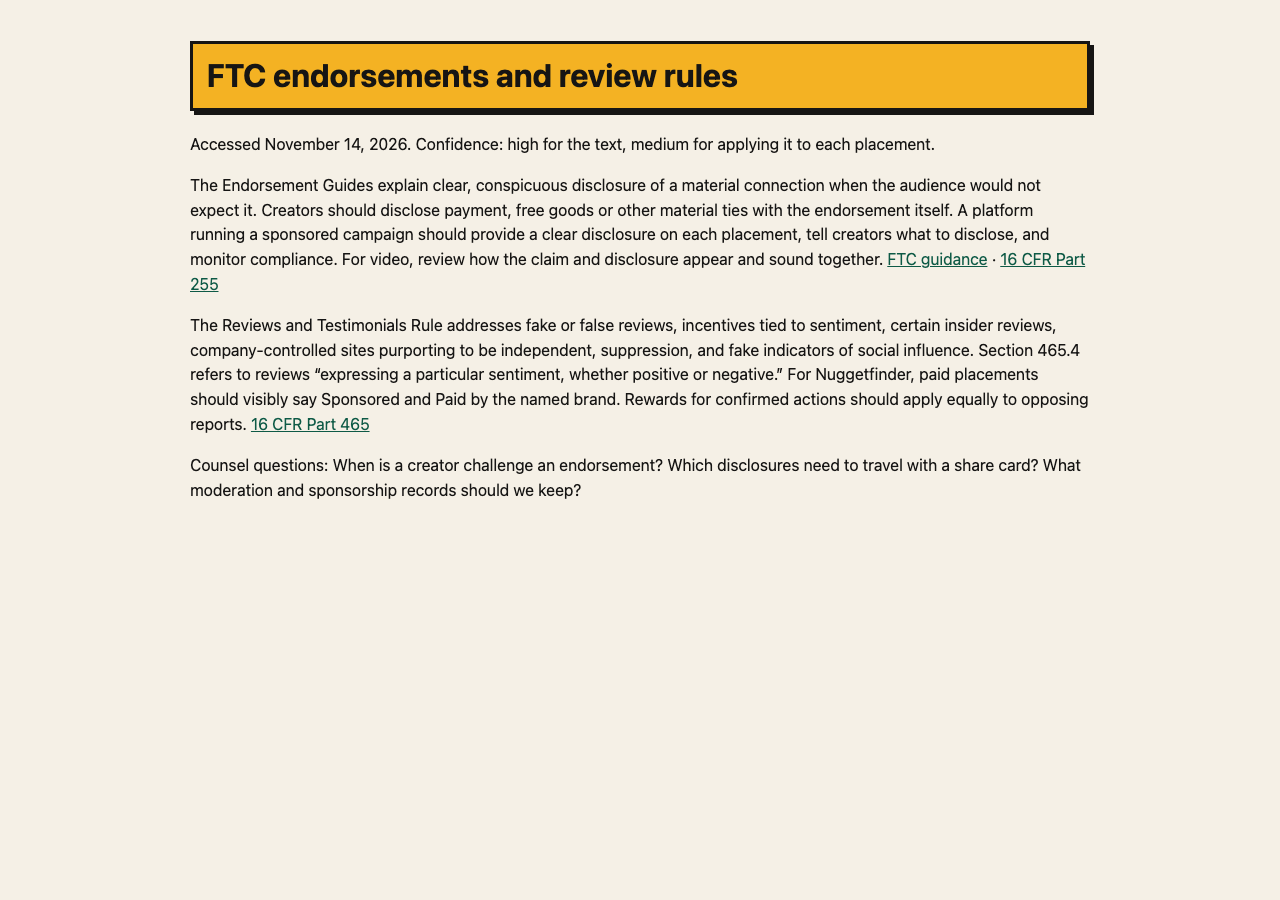 FTC endorsements and review rules
Accessed November 14, 2026. Confidence: high for the text, medium for applying it to each placement.
The Endorsement Guides explain clear, conspicuous disclosure of a material connection when the audience would not
expect it. Creators should disclose payment, free goods or other material ties with the endorsement itself. A platform
running a sponsored campaign should provide a clear disclosure on each placement, tell creators what to disclose, and
monitor compliance. For video, review how the claim and disclosure appear and sound together. FTC guidance · 16 CFR Part
255
The Reviews and Testimonials Rule addresses fake or false reviews, incentives tied to sentiment, certain insider reviews,
company-controlled sites purporting to be independent, suppression, and fake indicators of social influence. Section 465.4
refers to reviews “expressing a particular sentiment, whether positive or negative.” For Nuggetfinder, paid placements
should visibly say Sponsored and Paid by the named brand. Rewards for confirmed actions should apply equally to opposing
reports. 16 CFR Part 465
Counsel questions: When is a creator challenge an endorsement? Which disclosures need to travel with a share card? What
moderation and sponsorship records should we keep?